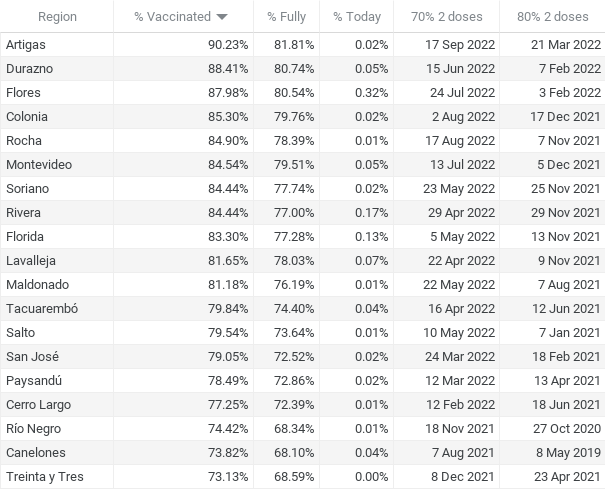 Region % Vaccinated % Fully % Today 70% 2 doses 80% 2 doses
Artigas 90.23% 81.81% 0.02% 17 Sep 2022 21 Mar 2022
Durazno 88.41% 80.74% 0.05% 15 Jun 2022 7 Feb 2022
Flores 87.98% 80.54% 0.32% 24 Jul 2022 3 Feb 2022
Colonia 85.30% 79.76% 0.02% 2 Aug 2022 17 Dec 2021
Rocha 84.90% 78.39% 0.01% 17 Aug 2022 7 Nov 2021
Montevideo 84.54% 79.51% 0.05% 13 Jul 2022 5 Dec 2021
Soriano 84.44% 77.74% 0.02% 23 May 2022 25 Nov 2021
Rivera 84.44% 77.00% 0.17% 29 Apr 2022 29 Nov 2021
Florida 83.30% 77.28% 0.13% 5 May 2022 13 Nov 2021
Lavalleja 81.65% 78.03% 0.07% 22 Apr 2022 9 Nov 2021
Maldonado 81.18% 76.19% 0.01% 22 May 2022 7 Aug 2021
Tacuarembó 79.84% 74.40% 0.04% 16 Apr 2022 12 Jun 2021
Salto 79.54% 73.64% 0.01% 10 May 2022 7 Jan 2021
San José 79.05% 72.52% 0.02% 24 Mar 2022 18 Feb 2021
Paysandú 78.49% 72.86% 0.02% 12 Mar 2022 13 Apr 2021
Cerro Largo 77.25% 72.39% 0.01% 12 Feb 2022 18 Jun 2021
Río Negro 74.42% 68.34% 0.01% 18 Nov 2021 27 Oct 2020
Canelones 73.82% 68.10% 0.04% 7 Aug 2021 8 May 2019
Treinta y Tres 73.13% 68.59% 0.00% 8 Dec 2021 23 Apr 2021